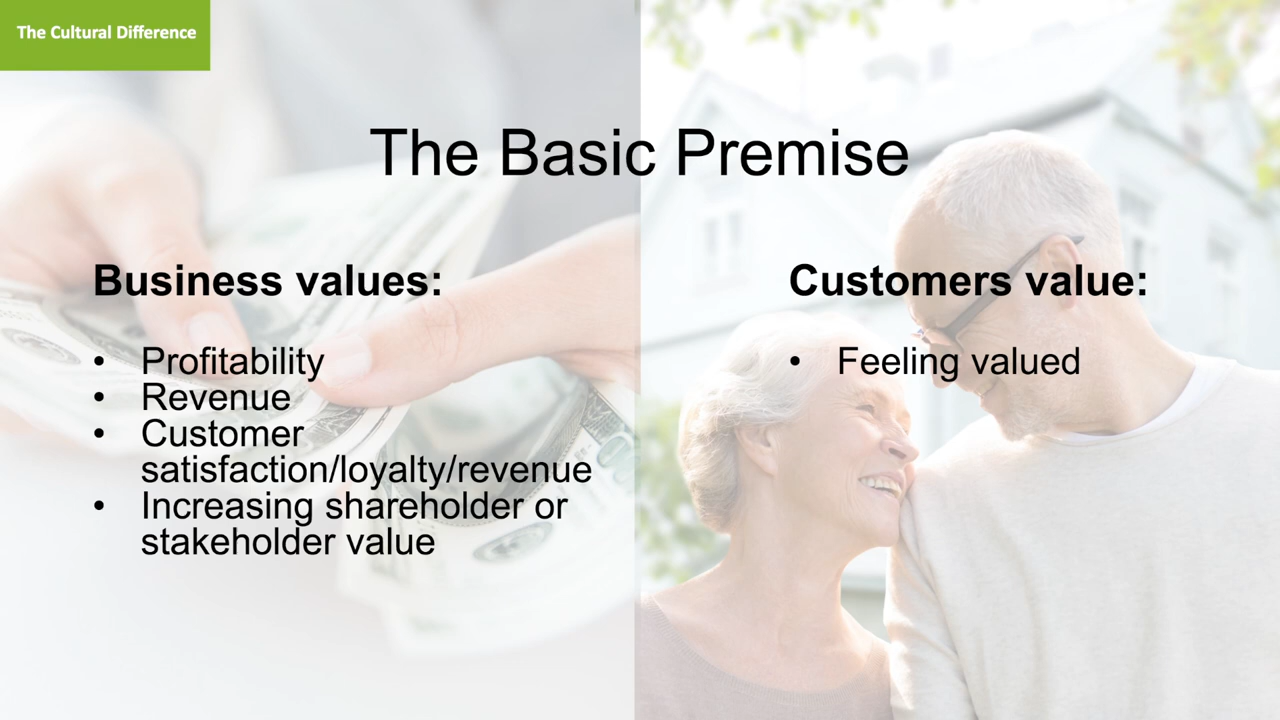 The Cultural Difference
The Basic Premise
Business values:
• Profitability
• Revenue
• Customer
satisfaction/loyalty/revenue
• Increasing shareholder or
stakeholder value
Customers value:
• Feeling valued